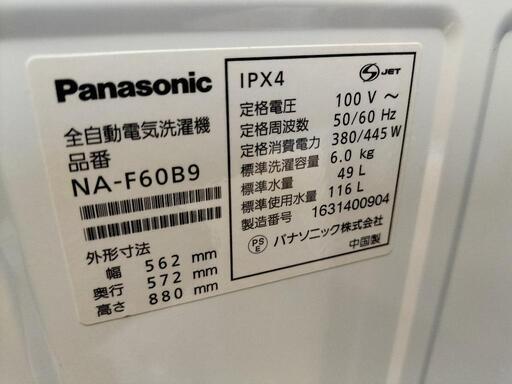 Panasonic
全自動電気洗濯機
品番
NA-F60B9
外形寸法
幅 562 mm
奥行 572 mm
高さ 880 mm
IPX4
S JET
定格電圧 100 V ～
定格周波数 50/60 Hz
定格消費電力 380/445 W
標準洗濯容量 6.0 kg
標準水量 49 L
標準使用水量 116 L
製造番号 1631400904
PS E パナソニック株式会社
中国製